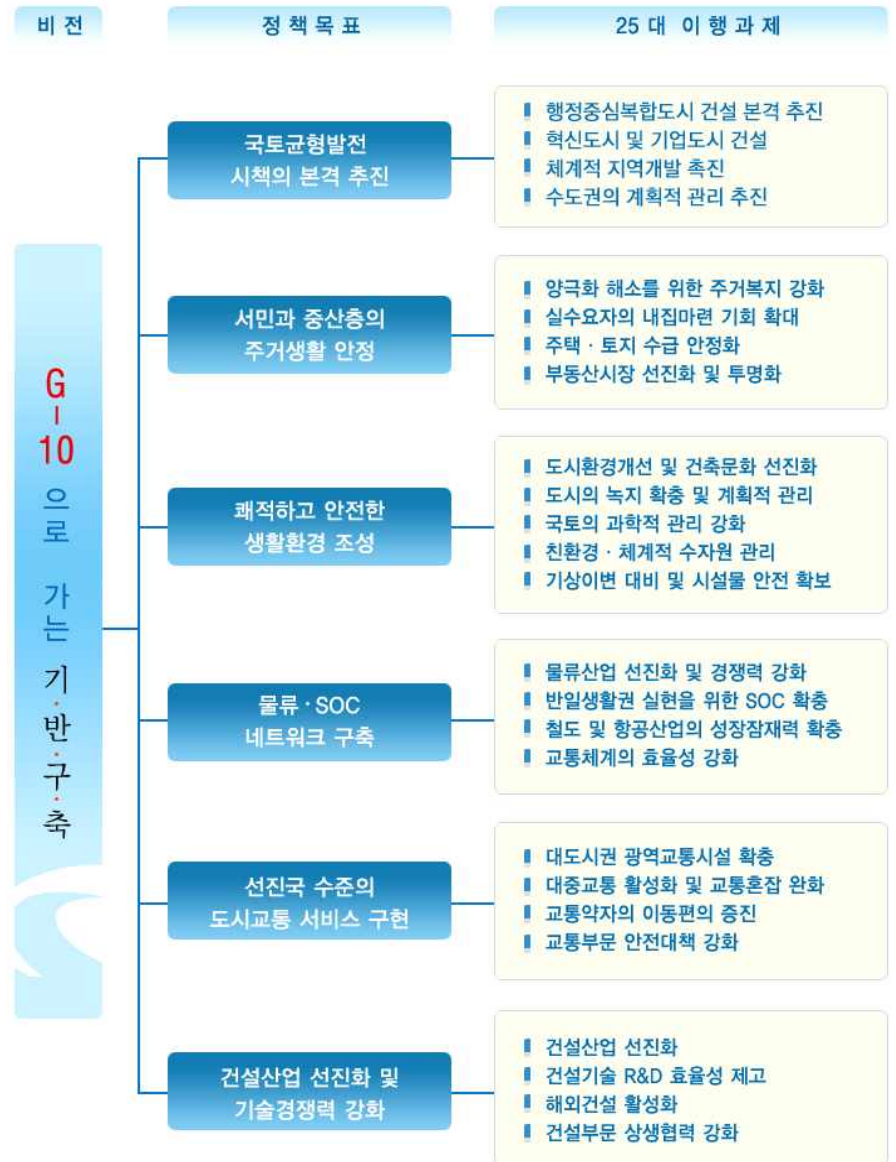 비 전
정 책 목 표
25 대 이 행 과 제
G-10 으로 가는 기·반·구·축
국토균형발전
시책의 본격 추진
행정중심복합도시 건설 본격 추진
혁신도시 및 기업도시 건설
체계적 지역개발 촉진
수도권의 계획적 관리 추진
서민과 중산층의
주거생활 안정
양극화 해소를 위한 주거복지 강화
실수요자의 내집마련 기회 확대
주택 · 토지 수급 안정화
부동산시장 선진화 및 투명화
쾌적하고 안전한
생활환경 조성
도시환경개선 및 건축문화 선진화
도시의 녹지 확충 및 계획적 관리
국토의 과학적 관리 강화
친환경 · 체계적 수자원 관리
기상이변 대비 및 시설물 안전 확보
물류 · SOC
네트워크 구축
물류산업 선진화 및 경쟁력 강화
반일생활권 실현을 위한 SOC 확충
철도 및 항공산업의 성장잠재력 확충
교통체계의 효율성 강화
선진국 수준의
도시교통 서비스 구현
대도시권 광역교통시설 확충
대중교통 활성화 및 교통혼잡 완화
교통약자의 이동편의 증진
교통부문 안전대책 강화
건설산업 선진화 및
기술경쟁력 강화
건설산업 선진화
건설기술 R&D 효율성 제고
해외건설 활성화
건설부문 상생협력 강화